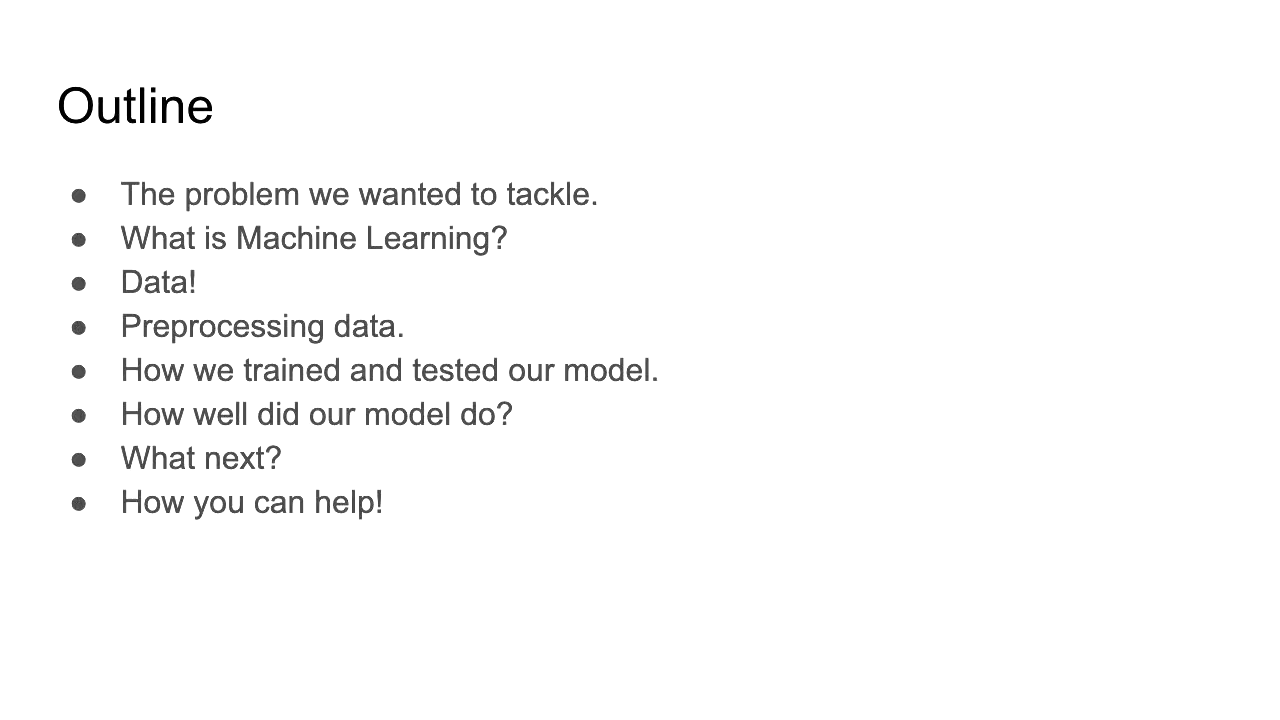 Outline
● The problem we wanted to tackle.
● What is Machine Learning?
● Data!
● Preprocessing data.
● How we trained and tested our model.
● How well did our model do?
● What next?
● How you can help!